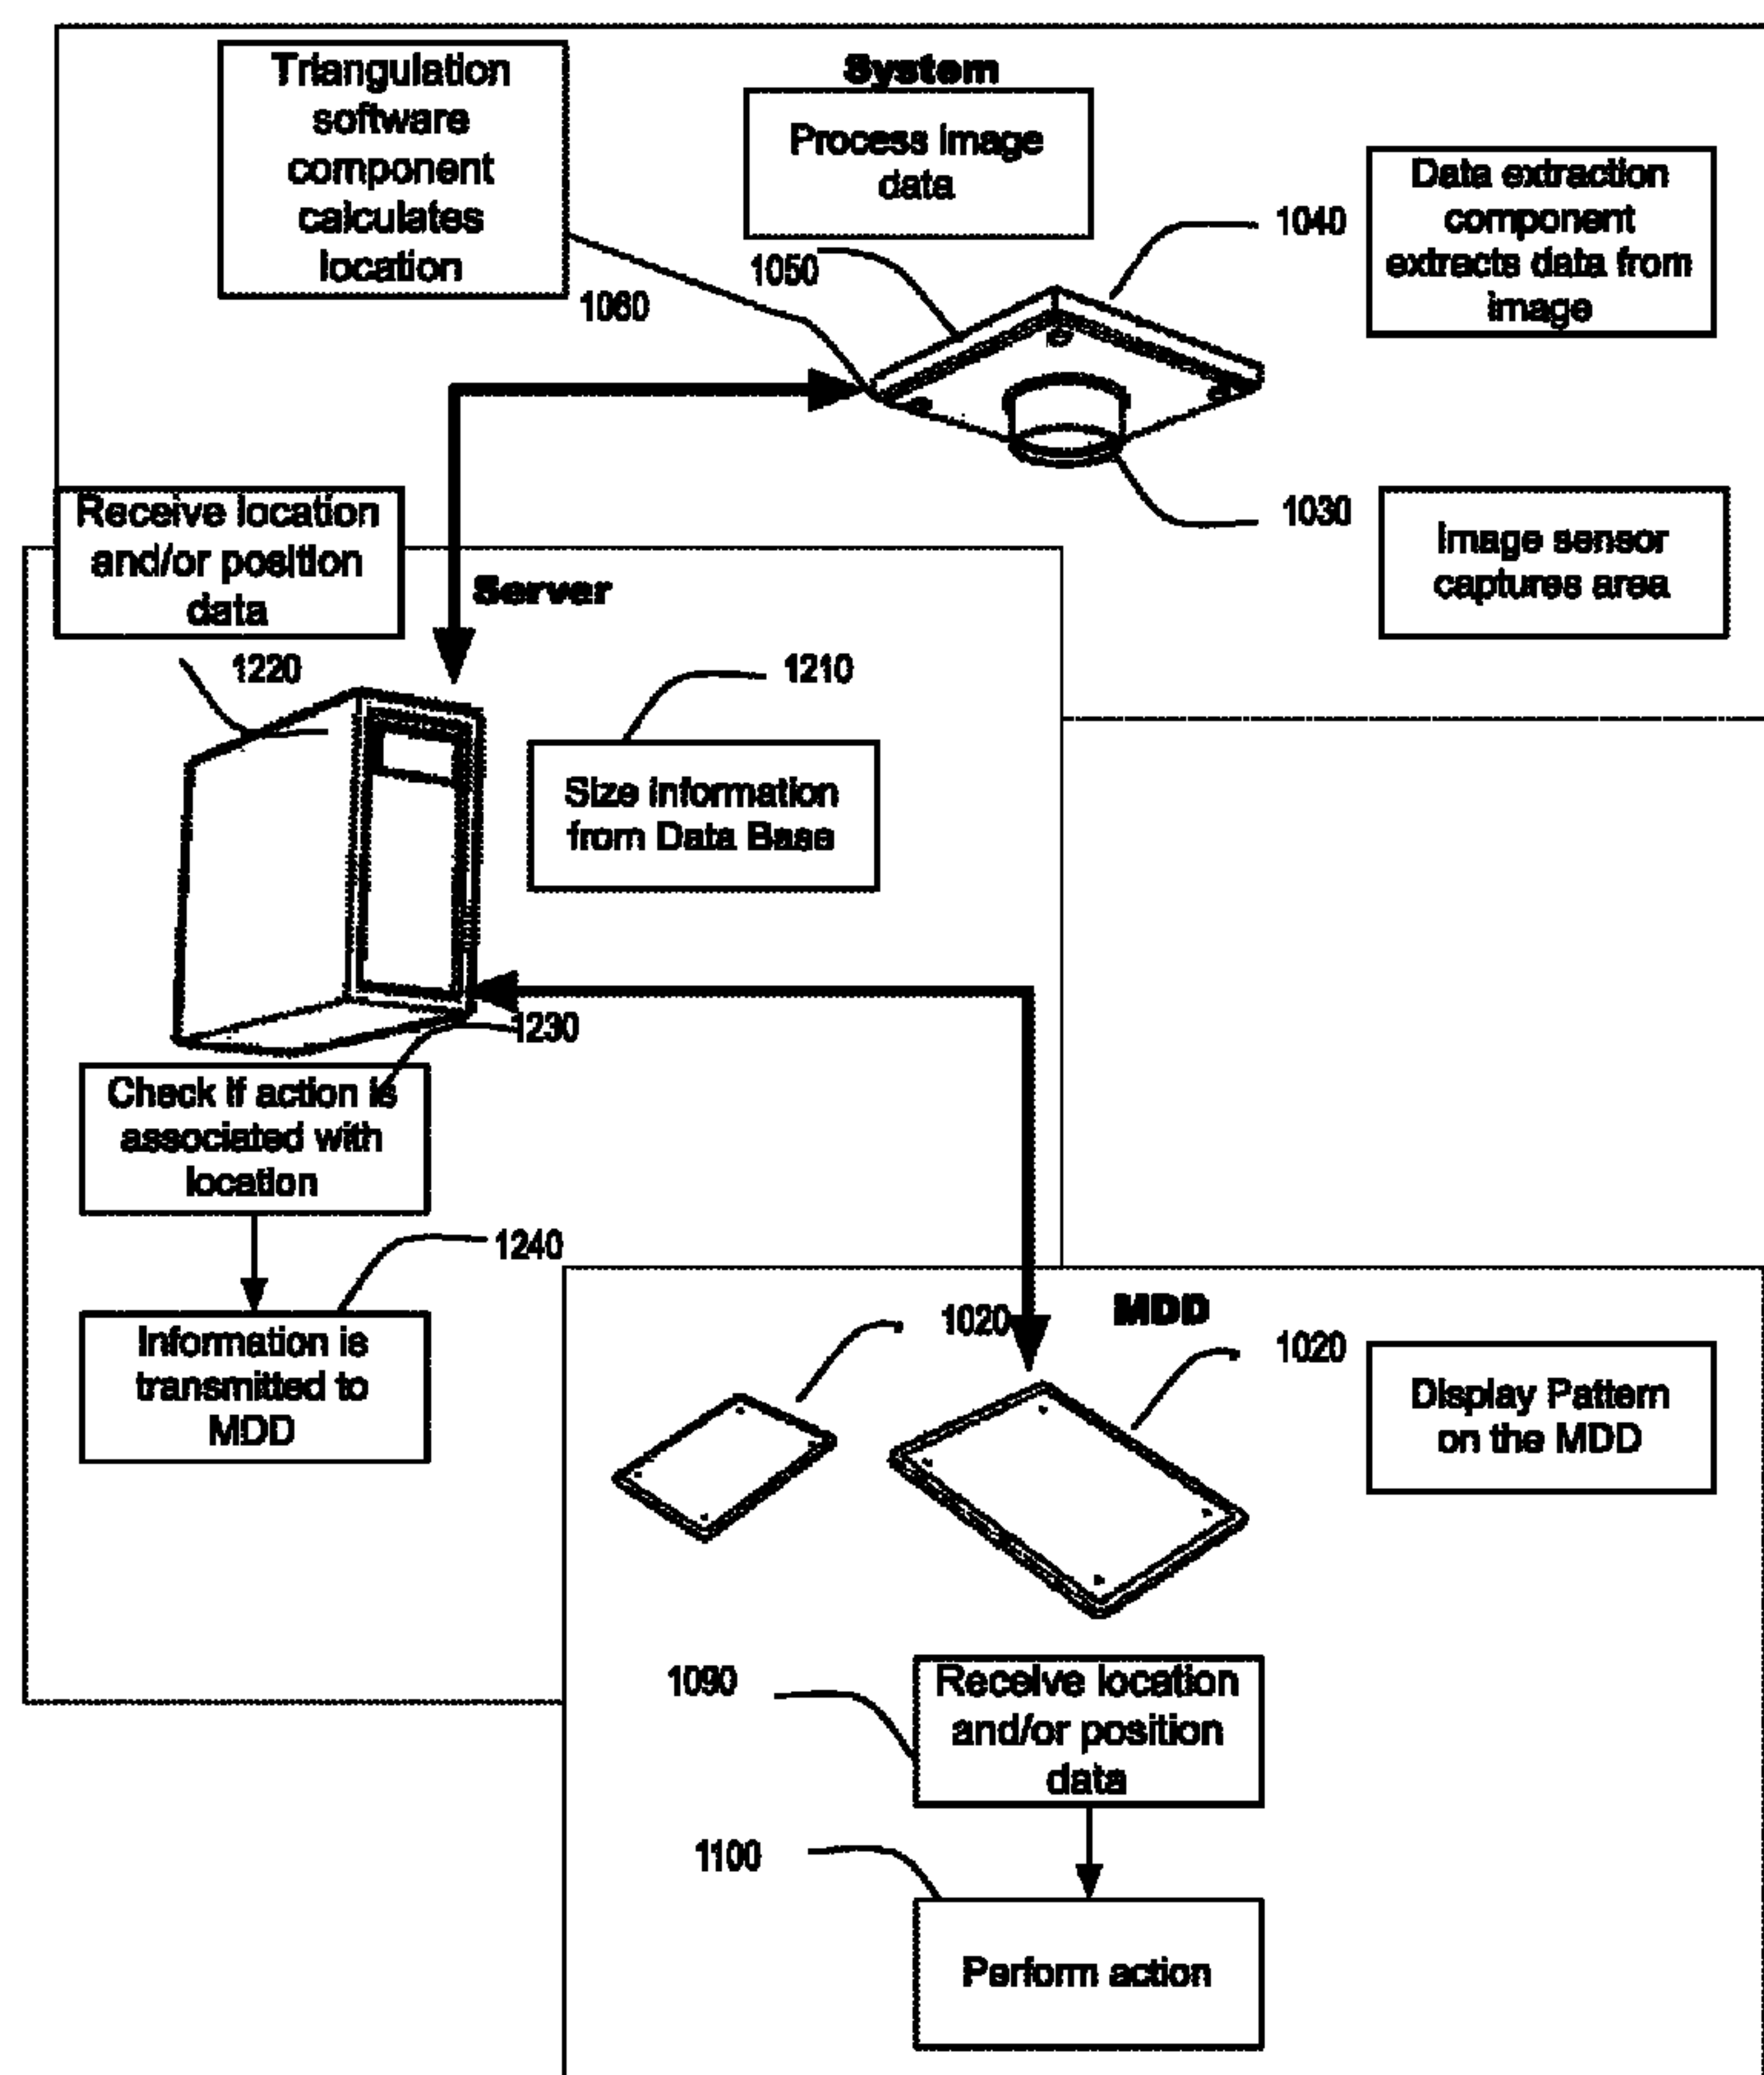 System
Triangulation
software
component
calculates
location
1060
Process image
data
1050
1040
Data extraction
component
extracts data from
image
1030
Image sensor
captures area
Receive location
and/or position
data
Server
1220
1210
Size information
from Data Base
1230
Check if action is
associated with
location
1240
Information is
transmitted to
MDD
MDD
1020
1020
Display Pattern
on the MDD
1090
Receive location
and/or position
data
1100
Perform action